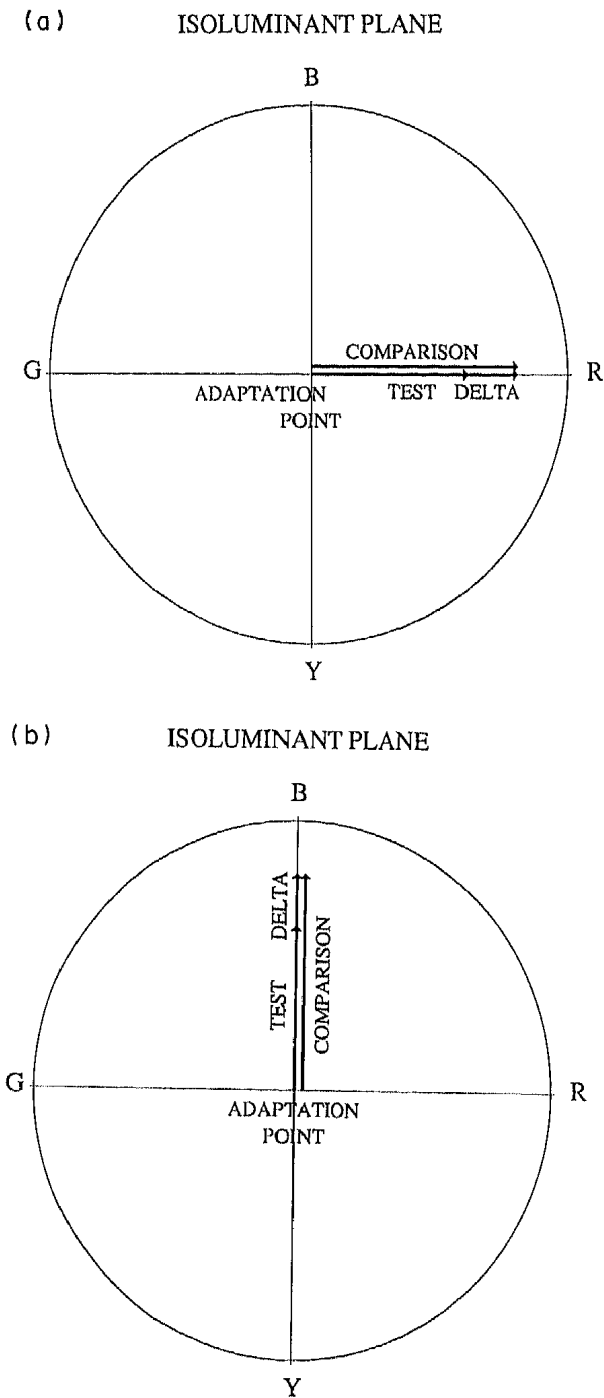 (a) ISOLUMINANT PLANE
B
COMPARISON
G R
ADAPTATION TEST DELTA
POINT
Y
(b) ISOLUMINANT PLANE
B
DELTA
TEST
COMPARISON
G R
ADAPTATION
POINT
Y